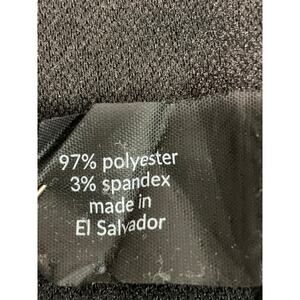 97% polyester
3% spandex
made in
El Salvador